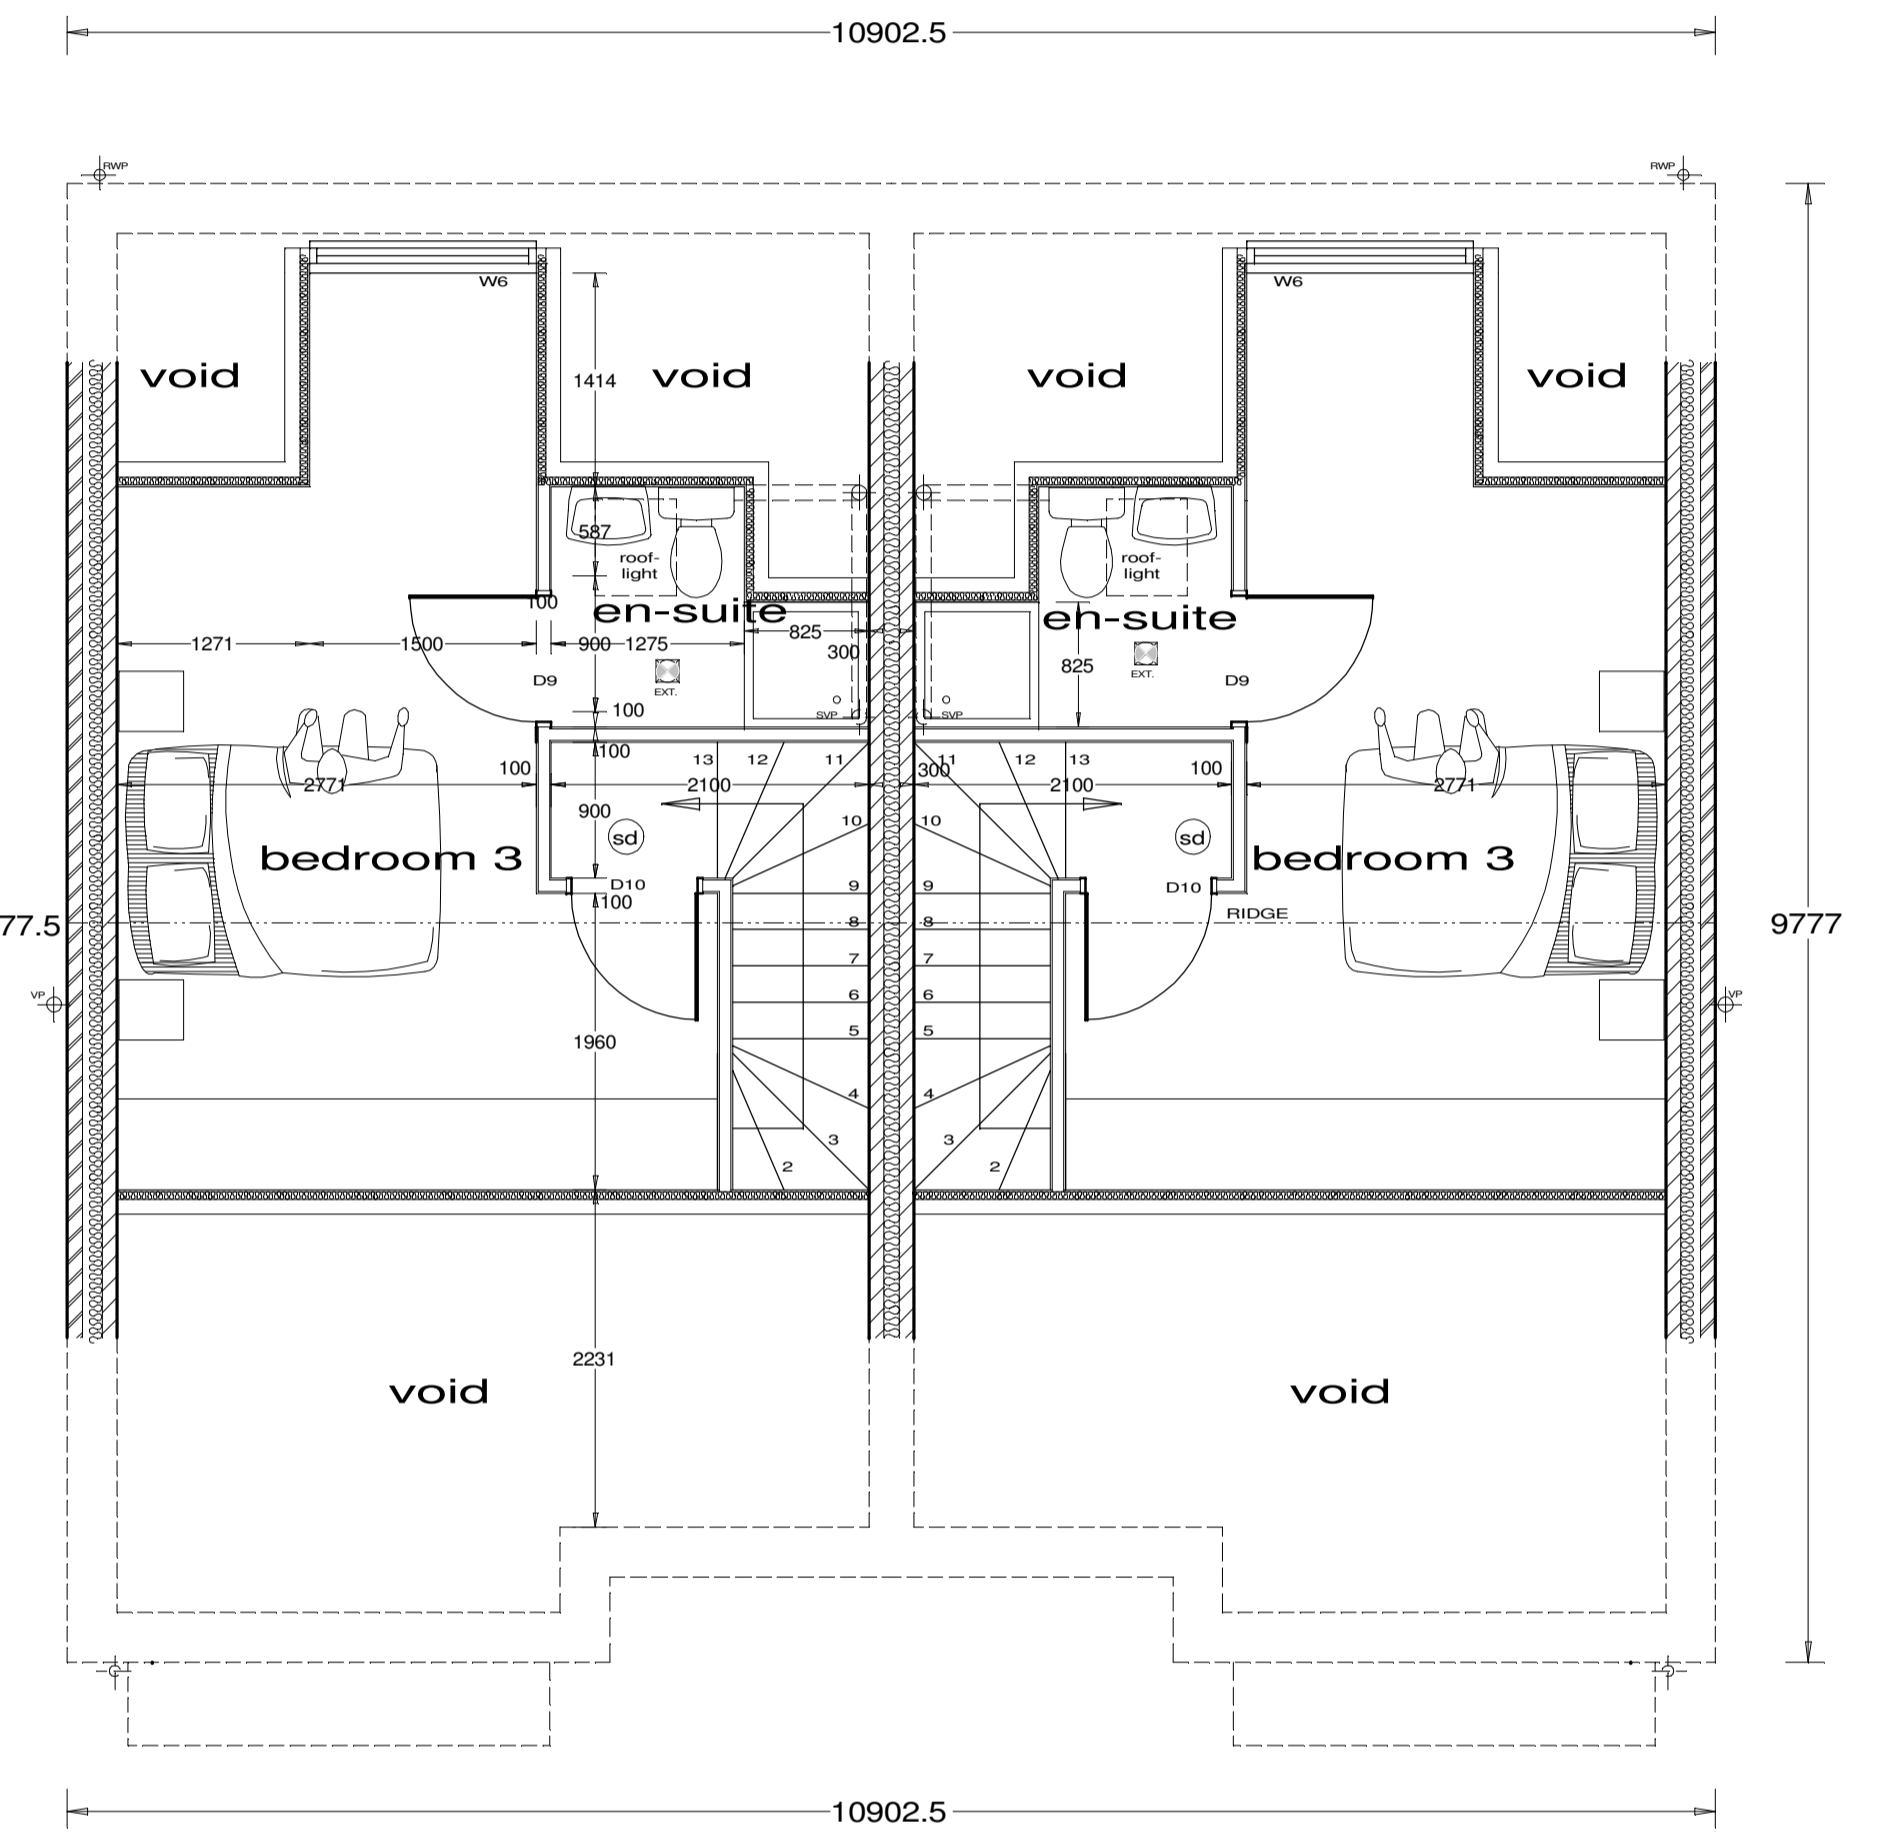 10902.5
RWP
RWP
W6
W6
void
void
void
void
1414
587
roof-
light
roof-
light
100
en-suite
en-suite
1271
1500
900
1275
825
300
825
D9
EXT.
EXT.
D9
100
SVP
SVP
100
13
12
11
11
12
13
100
2771
2100
300
2100
100
2771
900
10
10
sd
sd
bedroom 3
bedroom 3
D10
9
9
D10
100
RIDGE
77.5
8
8
9777
7
7
VP
6
6
VP
5
5
1960
4
4
3
3
2
2
2231
void
void
10902.5